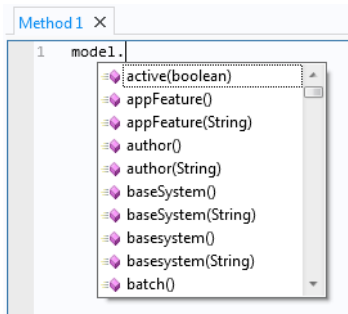 Method 1 ×
1 model.
active(boolean)
appFeature()
appFeature(String)
author()
author(String)
baseSystem()
baseSystem(String)
basesystem()
basesystem(String)
batch()